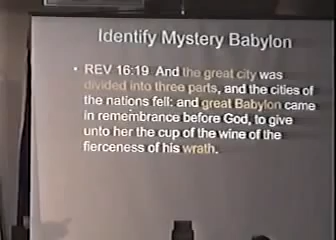 Identify Mystery Babylon
• REV 16:19 And the great city was
divided into three parts, and the cities of
the nations fell: and great Babylon came
in remembrance before God, to give
unto her the cup of the wine of the
fierceness of his wrath.